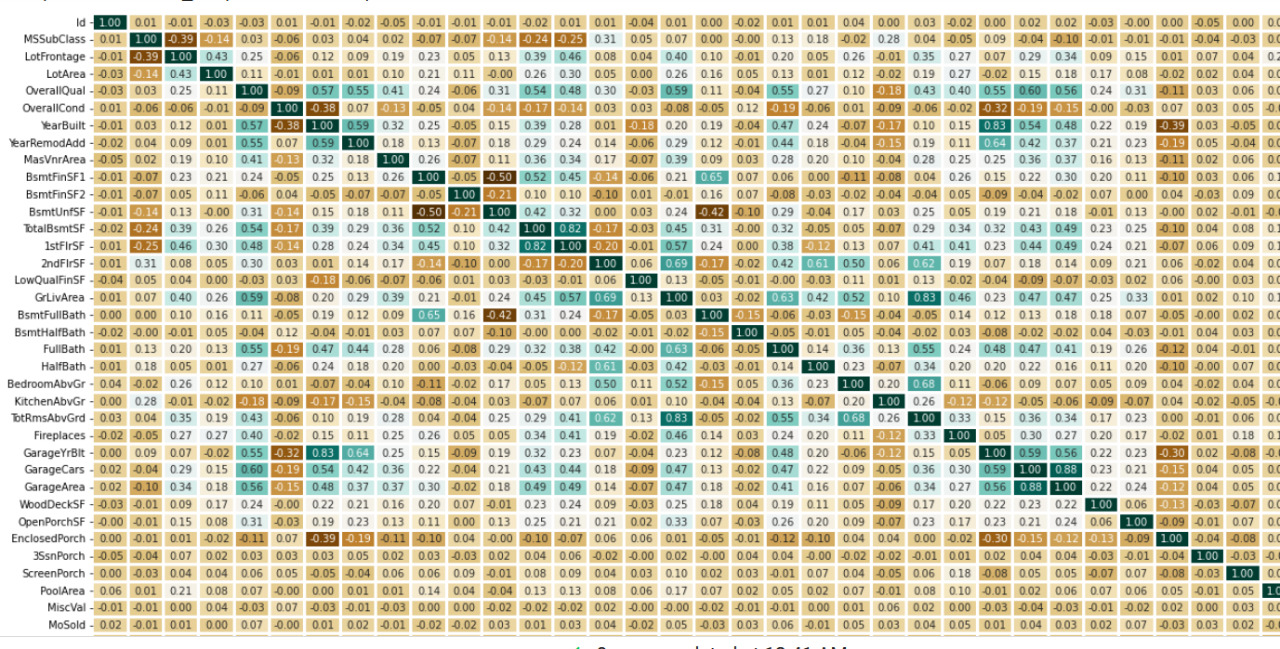 Id - 1.00 0.01 -0.01 -0.03 -0.03 0.01 -0.01 -0.02 -0.05 -0.01 -0.01 -0.01 -0.02 0.01 0.01 -0.04 0.01 0.00 -0.02 0.01 0.01 0.04 0.00 0.03 -0.02 0.00 0.02 0.02 -0.03 -0.00 0.00 -0.05 0.00
MSSubClass - 0.01 1.00 -0.39 -0.14 0.03 -0.06 0.03 0.04 0.02 -0.07 -0.07 -0.14 -0.24 -0.25 0.31 0.05 0.07 0.00 -0.00 0.13 0.18 -0.02 0.28 0.04 -0.05 0.09 -0.04 -0.10 -0.01 -0.01 -0.01 -0.04 -0.03
LotFrontage - -0.01 -0.39 1.00 0.43 0.25 -0.06 0.12 0.09 0.19 0.23 0.05 0.13 0.39 0.46 0.08 0.04 0.40 0.10 -0.01 0.20 0.05 0.26 -0.01 0.35 0.27 0.07 0.29 0.34 0.09 0.15 0.01 0.07 0.04
LotArea - -0.03 -0.14 0.43 1.00 0.11 -0.01 0.01 0.01 0.10 0.21 0.11 -0.00 0.26 0.30 0.05 0.00 0.26 0.16 0.05 0.13 0.01 0.12 -0.02 0.19 0.27 -0.02 0.15 0.18 0.17 0.08 -0.02 0.02 0.04
OverallQual - -0.03 0.03 0.25 0.11 1.00 -0.09 0.57 0.55 0.41 0.24 -0.06 0.31 0.54 0.48 0.30 -0.03 0.59 0.11 -0.04 0.55 0.27 0.10 -0.18 0.43 0.40 0.55 0.60 0.56 0.24 0.31 -0.11 0.03 0.06
OverallCond - 0.01 -0.06 -0.06 -0.01 -0.09 1.00 -0.38 0.07 -0.13 -0.05 0.04 -0.14 -0.17 -0.14 0.03 0.03 -0.08 -0.05 0.12 -0.19 -0.06 0.01 -0.09 -0.06 -0.02 -0.32 -0.19 -0.15 -0.00 -0.03 0.07 0.03 0.05
YearBuilt - -0.01 0.03 0.12 0.01 0.57 -0.38 1.00 0.59 0.32 0.25 -0.05 0.15 0.39 0.28 0.01 -0.18 0.20 0.19 -0.04 0.47 0.24 -0.07 -0.17 0.10 0.15 0.83 0.54 0.48 0.22 0.19 -0.39 0.03 -0.05
YearRemodAdd - -0.02 0.04 0.09 0.01 0.55 0.07 0.59 1.00 0.18 0.13 -0.07 0.18 0.29 0.24 0.14 -0.06 0.29 0.12 -0.01 0.44 0.18 -0.04 -0.15 0.19 0.11 0.64 0.42 0.37 0.21 0.23 -0.19 0.05 -0.04
MasVnrArea - -0.05 0.02 0.19 0.10 0.41 -0.13 0.32 0.18 1.00 0.26 -0.07 0.11 0.36 0.34 0.17 -0.07 0.39 0.09 0.03 0.28 0.20 0.10 -0.04 0.28 0.25 0.25 0.36 0.37 0.16 0.13 -0.11 0.02 0.06
BsmtFinSF1 - -0.01 -0.07 0.23 0.21 0.24 -0.05 0.25 0.13 0.26 1.00 -0.05 -0.50 0.52 0.45 -0.14 -0.06 0.21 0.65 0.07 0.06 0.00 -0.11 -0.08 0.04 0.26 0.15 0.22 0.30 0.20 0.11 -0.10 0.03 0.06
BsmtFinSF2 - -0.01 -0.07 0.05 0.11 -0.06 0.04 -0.05 -0.07 -0.07 -0.05 1.00 -0.21 0.10 0.10 -0.10 0.01 -0.01 0.16 0.07 -0.08 -0.03 -0.02 -0.04 -0.04 0.05 -0.09 -0.04 -0.02 0.07 0.00 0.04 -0.03 0.09
BsmtUnfSF - -0.01 -0.14 0.13 -0.00 0.31 -0.14 0.15 0.18 0.11 -0.50 -0.21 1.00 0.42 0.32 0.00 0.03 0.24 -0.42 -0.10 0.29 -0.04 0.17 0.03 0.25 0.05 0.19 0.21 0.18 -0.01 0.13 -0.00 0.02 -0.01
TotalBsmtSF - -0.02 -0.24 0.39 0.26 0.54 -0.17 0.39 0.29 0.36 0.52 0.10 0.42 1.00 0.82 -0.17 -0.03 0.45 0.31 -0.00 0.32 -0.05 0.05 -0.07 0.29 0.34 0.32 0.43 0.49 0.23 0.25 -0.10 0.04 0.08
1stFlrSF - 0.01 -0.25 0.46 0.30 0.48 -0.14 0.28 0.24 0.34 0.45 0.10 0.32 0.82 1.00 -0.20 -0.01 0.57 0.24 0.00 0.38 -0.12 0.13 0.07 0.41 0.41 0.23 0.44 0.49 0.24 0.21 -0.07 0.06 0.09
2ndFlrSF - 0.01 0.31 0.08 0.05 0.30 0.03 0.01 0.14 0.17 -0.14 -0.10 0.00 -0.17 -0.20 1.00 0.06 0.69 -0.17 -0.02 0.42 0.61 0.50 0.06 0.62 0.19 0.07 0.18 0.14 0.09 0.21 0.06 -0.02 0.04
LowQualFinSF - -0.04 0.05 0.04 0.00 -0.03 0.03 -0.18 -0.06 -0.07 -0.06 0.01 0.03 -0.03 -0.01 0.06 1.00 0.13 -0.05 -0.01 -0.00 -0.03 0.11 0.01 0.13 -0.02 -0.04 -0.09 -0.07 -0.03 0.02 0.06 -0.00 0.03
GrLivArea - 0.01 0.07 0.40 0.26 0.59 -0.08 0.20 0.29 0.39 0.21 -0.01 0.24 0.45 0.57 0.69 0.13 1.00 0.03 -0.02 0.63 0.42 0.52 0.10 0.83 0.46 0.23 0.47 0.47 0.25 0.33 0.01 0.02 0.10
BsmtFullBath - 0.00 0.00 0.10 0.16 0.11 -0.05 0.19 0.12 0.09 0.65 0.16 -0.42 0.31 0.24 -0.17 -0.05 0.03 1.00 -0.15 -0.06 -0.03 -0.15 -0.04 -0.05 0.14 0.12 0.13 0.18 0.18 0.07 -0.05 -0.00 0.02
BsmtHalfBath - -0.02 -0.00 -0.01 0.05 -0.04 0.12 -0.04 -0.01 0.03 0.07 0.07 -0.10 -0.00 0.00 -0.02 -0.01 -0.02 -0.15 1.00 -0.05 -0.01 0.05 -0.04 -0.02 0.03 -0.08 -0.02 -0.02 0.04 -0.03 -0.01 0.04 0.03
FullBath - 0.01 0.13 0.20 0.13 0.55 -0.19 0.47 0.44 0.28 0.06 -0.08 0.29 0.32 0.38 0.42 -0.00 0.63 -0.06 -0.05 1.00 0.14 0.36 0.13 0.55 0.24 0.48 0.47 0.41 0.19 0.26 -0.12 0.04 -0.01
HalfBath - 0.01 0.18 0.05 0.01 0.27 -0.06 0.24 0.18 0.20 0.00 -0.03 -0.04 -0.05 -0.12 0.61 -0.03 0.42 -0.03 -0.01 0.14 1.00 0.23 -0.07 0.34 0.20 0.20 0.22 0.16 0.11 0.20 -0.10 -0.00 0.07
BedroomAbvGr - 0.04 -0.02 0.26 0.12 0.10 0.01 -0.07 -0.04 0.10 -0.11 -0.02 0.17 0.05 0.13 0.50 0.11 0.52 -0.15 0.05 0.36 0.23 1.00 0.20 0.68 0.11 -0.06 0.09 0.07 0.05 0.09 0.04 -0.02 0.04
KitchenAbvGr - 0.00 0.28 -0.01 -0.02 -0.18 -0.09 -0.17 -0.15 -0.04 -0.08 -0.04 0.03 -0.07 0.07 0.06 0.01 0.10 -0.04 -0.04 0.13 -0.07 0.20 1.00 0.26 -0.12 -0.12 -0.05 -0.06 -0.09 -0.07 0.04 -0.02 -0.05
TotRmsAbvGrd - 0.03 0.04 0.35 0.19 0.43 -0.06 0.10 0.19 0.28 0.04 -0.04 0.25 0.29 0.41 0.62 0.13 0.83 -0.05 -0.02 0.55 0.34 0.68 0.26 1.00 0.33 0.15 0.36 0.34 0.17 0.23 0.00 -0.01 0.06
Fireplaces - -0.02 -0.05 0.27 0.27 0.40 -0.02 0.15 0.11 0.25 0.26 0.05 0.05 0.34 0.41 0.19 -0.02 0.46 0.14 0.03 0.24 0.20 0.11 -0.12 0.33 1.00 0.05 0.30 0.27 0.20 0.17 -0.02 0.01 0.18
GarageYrBlt - 0.00 0.09 0.07 -0.02 0.55 -0.32 0.83 0.64 0.25 0.15 -0.09 0.19 0.32 0.23 0.07 -0.04 0.23 0.12 -0.08 0.48 0.20 -0.06 -0.12 0.15 0.05 1.00 0.59 0.56 0.22 0.23 -0.30 0.02 -0.08
GarageCars - 0.02 -0.04 0.29 0.15 0.60 -0.19 0.54 0.42 0.36 0.22 -0.04 0.21 0.43 0.44 0.18 -0.09 0.47 0.13 -0.02 0.47 0.22 0.09 -0.05 0.36 0.30 0.59 1.00 0.88 0.23 0.21 -0.15 0.04 0.05
GarageArea - 0.02 -0.10 0.34 0.18 0.56 -0.15 0.48 0.37 0.37 0.30 -0.02 0.18 0.49 0.49 0.14 -0.07 0.47 0.18 -0.02 0.41 0.16 0.07 -0.06 0.34 0.27 0.56 0.88 1.00 0.22 0.24 -0.12 0.04 0.05
WoodDeckSF - -0.03 -0.01 0.09 0.17 0.24 -0.00 0.22 0.21 0.16 0.20 0.07 -0.01 0.23 0.24 0.09 -0.03 0.25 0.18 0.04 0.19 0.11 0.05 -0.09 0.17 0.20 0.22 0.23 0.22 1.00 0.06 -0.13 -0.03 -0.07
OpenPorchSF - -0.00 -0.01 0.15 0.08 0.31 -0.03 0.19 0.23 0.13 0.11 0.00 0.13 0.25 0.21 0.21 0.02 0.33 0.07 -0.03 0.26 0.20 0.09 -0.07 0.23 0.17 0.23 0.21 0.24 0.06 1.00 -0.09 -0.01 0.07
EnclosedPorch - 0.00 -0.01 0.01 -0.02 -0.11 0.07 -0.39 -0.19 -0.11 -0.10 0.04 -0.00 -0.10 -0.07 0.06 0.06 0.01 -0.05 -0.01 -0.12 -0.10 0.04 0.04 0.00 -0.02 -0.30 -0.15 -0.12 -0.13 -0.09 1.00 -0.04 -0.08
3SsnPorch - -0.05 -0.04 0.07 0.02 0.03 0.03 0.03 0.05 0.02 0.03 -0.03 0.02 0.04 0.06 -0.02 -0.00 0.02 -0.00 0.04 0.04 -0.00 -0.02 -0.02 -0.01 0.01 0.02 0.04 0.04 -0.03 -0.01 -0.04 1.00 -0.03
ScreenPorch - 0.00 -0.03 0.04 0.04 0.06 0.05 -0.05 -0.04 0.06 0.06 0.09 -0.01 0.08 0.09 0.04 0.03 0.10 0.02 0.03 -0.01 0.07 0.04 -0.05 0.06 0.18 -0.08 0.05 0.05 -0.07 0.07 -0.08 -0.03 1.00
PoolArea - 0.06 0.01 0.21 0.08 0.07 -0.00 0.00 0.01 0.01 0.14 0.04 -0.04 0.13 0.13 0.08 0.06 0.17 0.07 0.02 0.05 0.02 0.07 -0.01 0.08 0.10 -0.01 0.02 0.06 0.07 0.06 0.05 -0.01 0.05
MiscVal - -0.01 -0.01 0.00 0.04 -0.03 0.07 -0.03 -0.01 -0.03 0.00 0.00 -0.02 -0.02 -0.02 0.02 -0.00 -0.00 -0.02 -0.01 -0.01 0.01 0.01 0.06 0.02 0.00 -0.03 -0.04 -0.03 -0.01 -0.02 0.02 0.00 0.03
MoSold - 0.02 -0.01 0.01 0.00 0.07 -0.00 0.01 0.02 -0.01 -0.02 -0.02 0.03 0.01 0.03 0.04 -0.02 0.05 -0.03 0.03 0.06 -0.01 0.05 0.03 0.04 0.05 0.01 0.04 0.03 0.02 0.07 -0.03 0.03 0.02